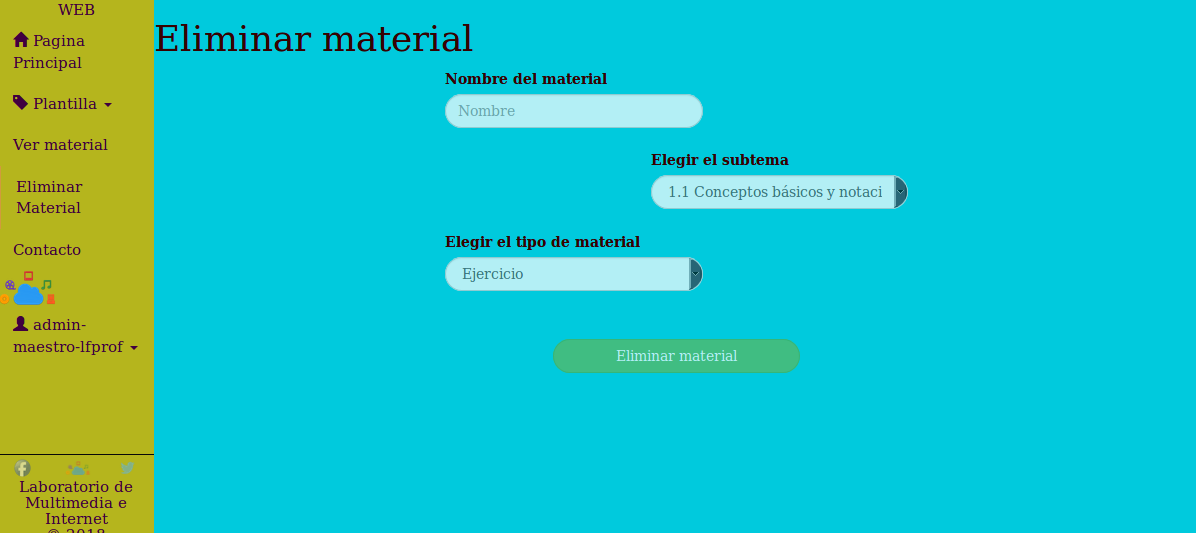 WEB
Pagina
Principal
Plantilla
Ver material
Eliminar
Material
Contacto
admin-
maestro-lfprof
Laboratorio de
Multimedia e
Internet
© 2018
Eliminar material
Nombre del material
Nombre
Elegir el subtema
1.1 Conceptos básicos y notaci
Elegir el tipo de material
Ejercicio
Eliminar material